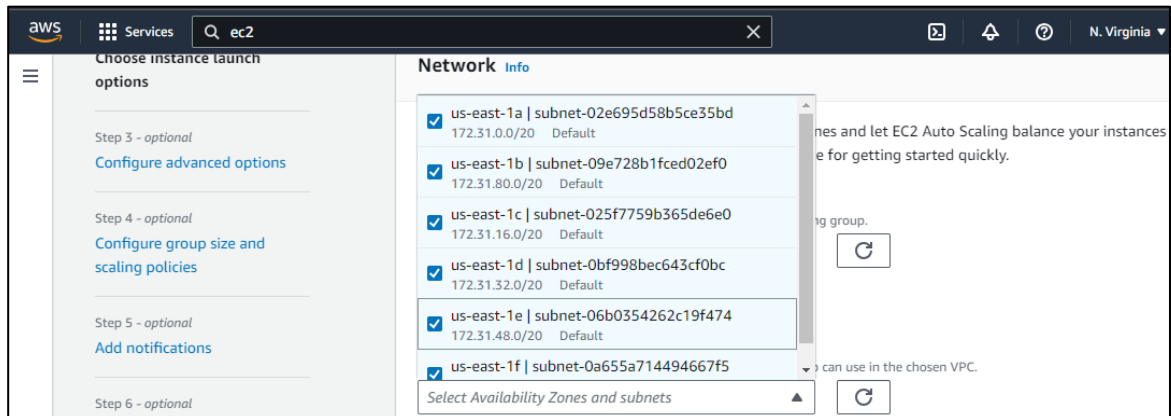 aws
Services
ec2
N. Virginia
Choose instance launch
options
Step 3 - optional
Configure advanced options
Step 4 - optional
Configure group size and
scaling policies
Step 5 - optional
Add notifications
Step 6 - optional
Network Info
us-east-1a | subnet-02e695d58b5ce35bd
172.31.0.0/20 Default
us-east-1b | subnet-09e728b1fced02ef0
172.31.80.0/20 Default
us-east-1c | subnet-025f7759b365de6e0
172.31.16.0/20 Default
us-east-1d | subnet-0bf998bec643cf0bc
172.31.32.0/20 Default
us-east-1e | subnet-06b0354262c19f474
172.31.48.0/20 Default
us-east-1f | subnet-0a655a714494667f5
Select Availability Zones and subnets
nes and let EC2 Auto Scaling balance your instances
e for getting started quickly.
ng group.
can use in the chosen VPC.